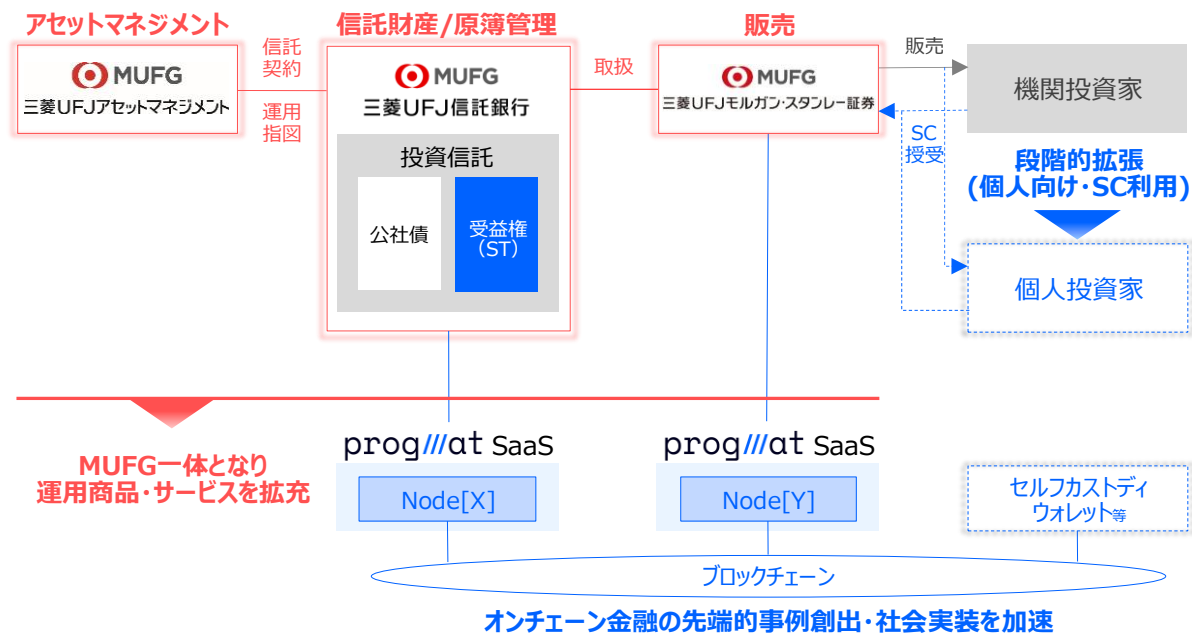 アセットマネジメント
MUFG
三菱UFJアセットマネジメント
信託
契約
運用
指図
信託財産/原簿管理
MUFG
三菱UFJ信託銀行
投資信託
公社債
受益権
(ST)
取扱
販売
MUFG
三菱UFJモルガン・スタンレー証券
販売
SC
授受
機関投資家
段階的拡張
(個人向け・SC利用)
個人投資家
MUFG一体となり
運用商品・サービスを拡充
prog///at SaaS
Node[X]
prog///at SaaS
Node[Y]
セルフカストディ
ウォレット等
ブロックチェーン
オンチェーン金融の先端的事例創出・社会実装を加速